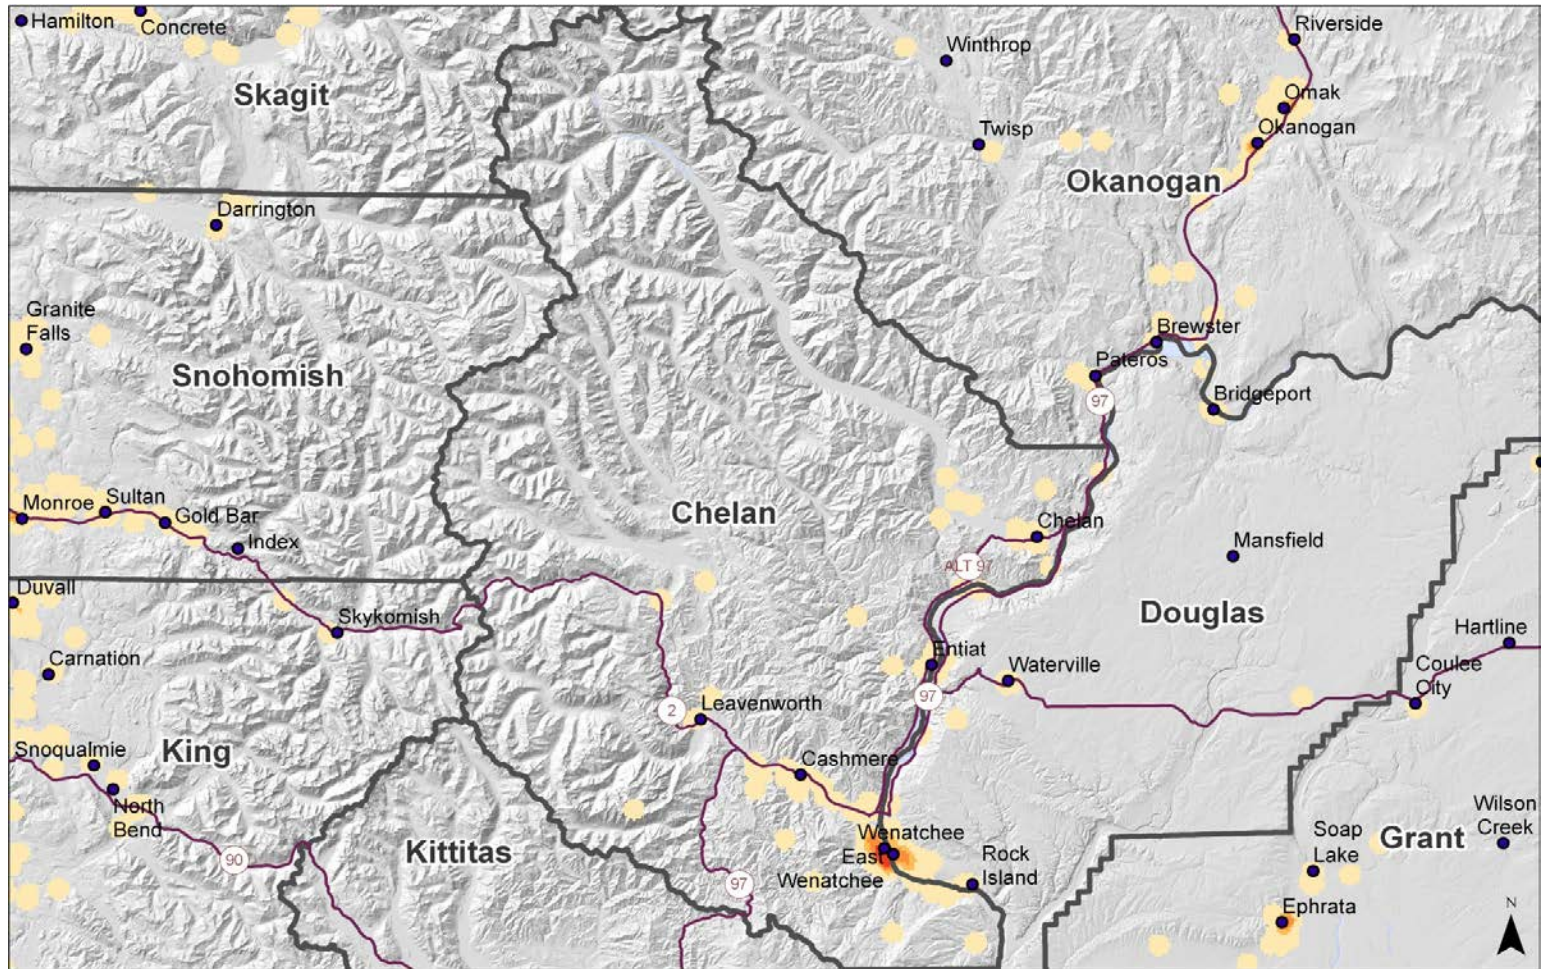 Hamilton
Concrete
Winthrop
Riverside
Skagit
Omak
Twisp
Okanogan
Okanogan
Darrington
Granite
Falls
Brewster
Snohomish
Pateros
Bridgeport
97
Monroe
Sultan
Gold Bar
Chelan
Chelan
Index
Mansfield
ALT 97
Duvall
Skykomish
Douglas
Hartline
Carnation
Entiat
Waterville
Coulee
City
97
2
Leavenworth
Snoqualmie
King
Cashmere
North
Bend
Wilson
Creek
Soap
Lake
Grant
Wenatchee
East
Wenatchee
Rock
Island
Kittitas
90
97
Ephrata
N